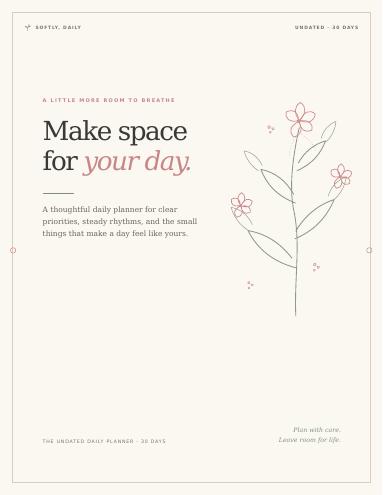 SOFTLY, DAILY
UNDATED · 30 DAYS
A LITTLE MORE ROOM TO BREATHE
Make space
for your day.
A thoughtful daily planner for clear
priorities, steady rhythms, and the small
things that make a day feel like yours.
Plan with care.
Leave room for life.
THE UNDATED DAILY PLANNER · 30 DAYS